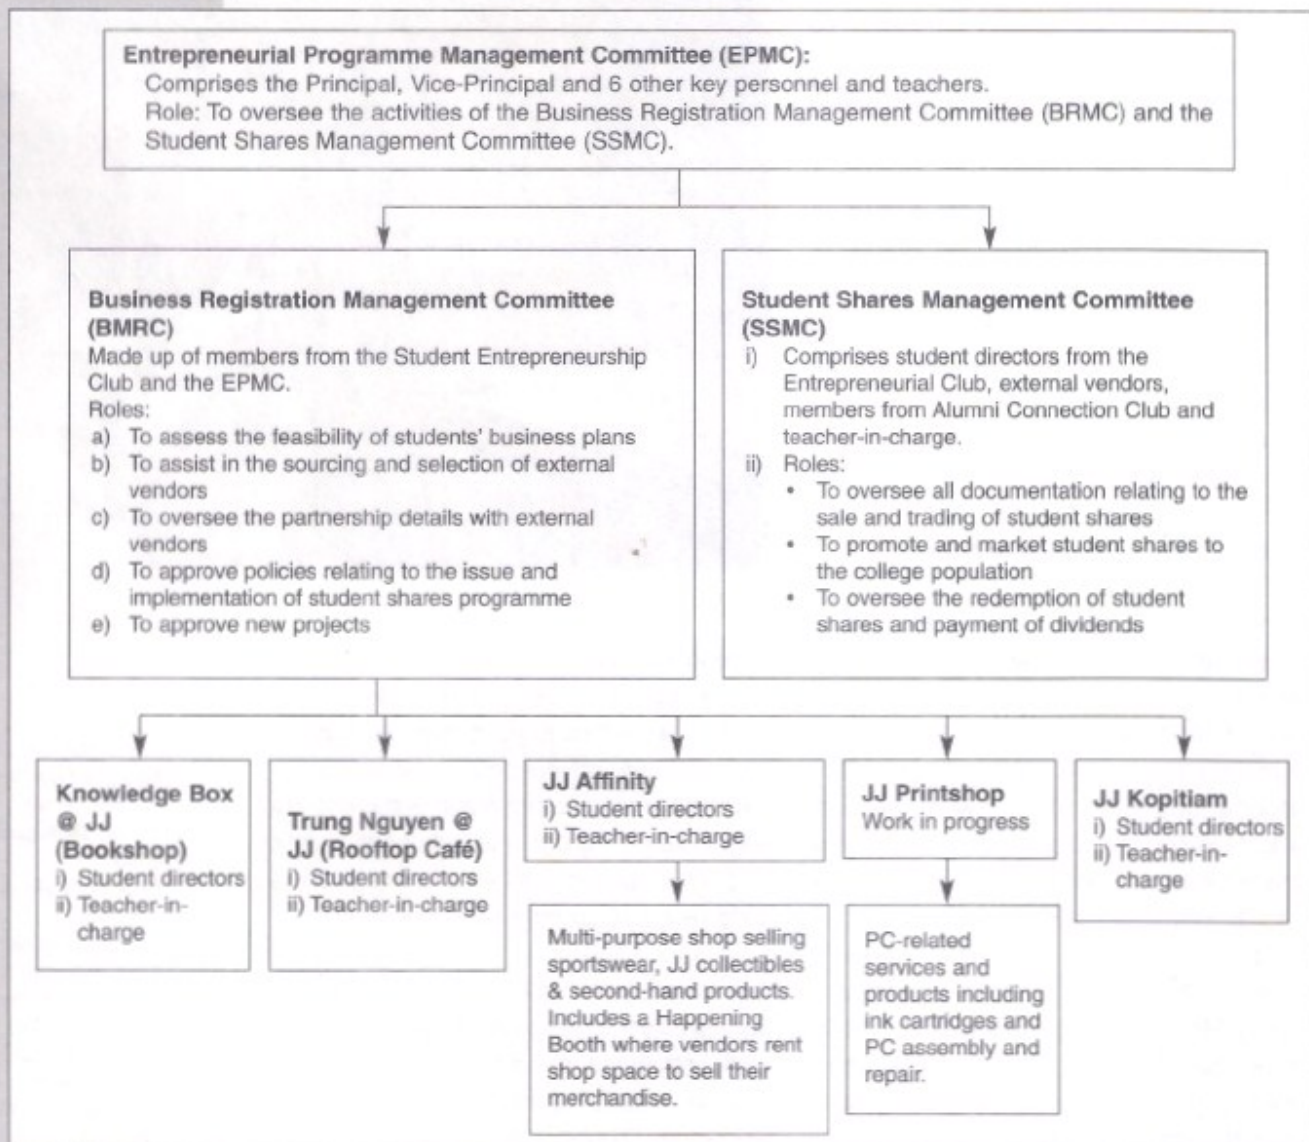 Entrepreneurial Programme Management Committee (EPMC):
Comprises the Principal, Vice-Principal and 6 other key personnel and teachers.
Role: To oversee the activities of the Business Registration Management Committee (BRMC) and the
Student Shares Management Committee (SSMC).
Business Registration Management Committee
(BMRC)
Made up of members from the Student Entrepreneurship
Club and the EPMC.
Roles:
a) To assess the feasibility of students' business plans
b) To assist in the sourcing and selection of external
vendors
c) To oversee the partnership details with external
vendors
d) To approve policies relating to the issue and
implementation of student shares programme
e) To approve new projects
Student Shares Management Committee
(SSMC)
i) Comprises student directors from the
Entrepreneurial Club, external vendors,
members from Alumni Connection Club and
teacher-in-charge.
ii) Roles:
• To oversee all documentation relating to the
sale and trading of student shares
• To promote and market student shares to
the college population
• To oversee the redemption of student
shares and payment of dividends
Knowledge Box
@ JJ
(Bookshop)
i) Student directors
ii) Teacher-in-
charge
Trung Nguyen @
JJ (Rooftop Café)
i) Student directors
ii) Teacher-in-charge
JJ Affinity
i) Student directors
ii) Teacher-in-charge
Multi-purpose shop selling
sportswear, JJ collectibles
& second-hand products.
Includes a Happening
Booth where vendors rent
shop space to sell their
merchandise.
JJ Printshop
Work in progress
PC-related
services and
products including
ink cartridges and
PC assembly and
repair.
JJ Kopitiam
i) Student directors
ii) Teacher-in-
charge